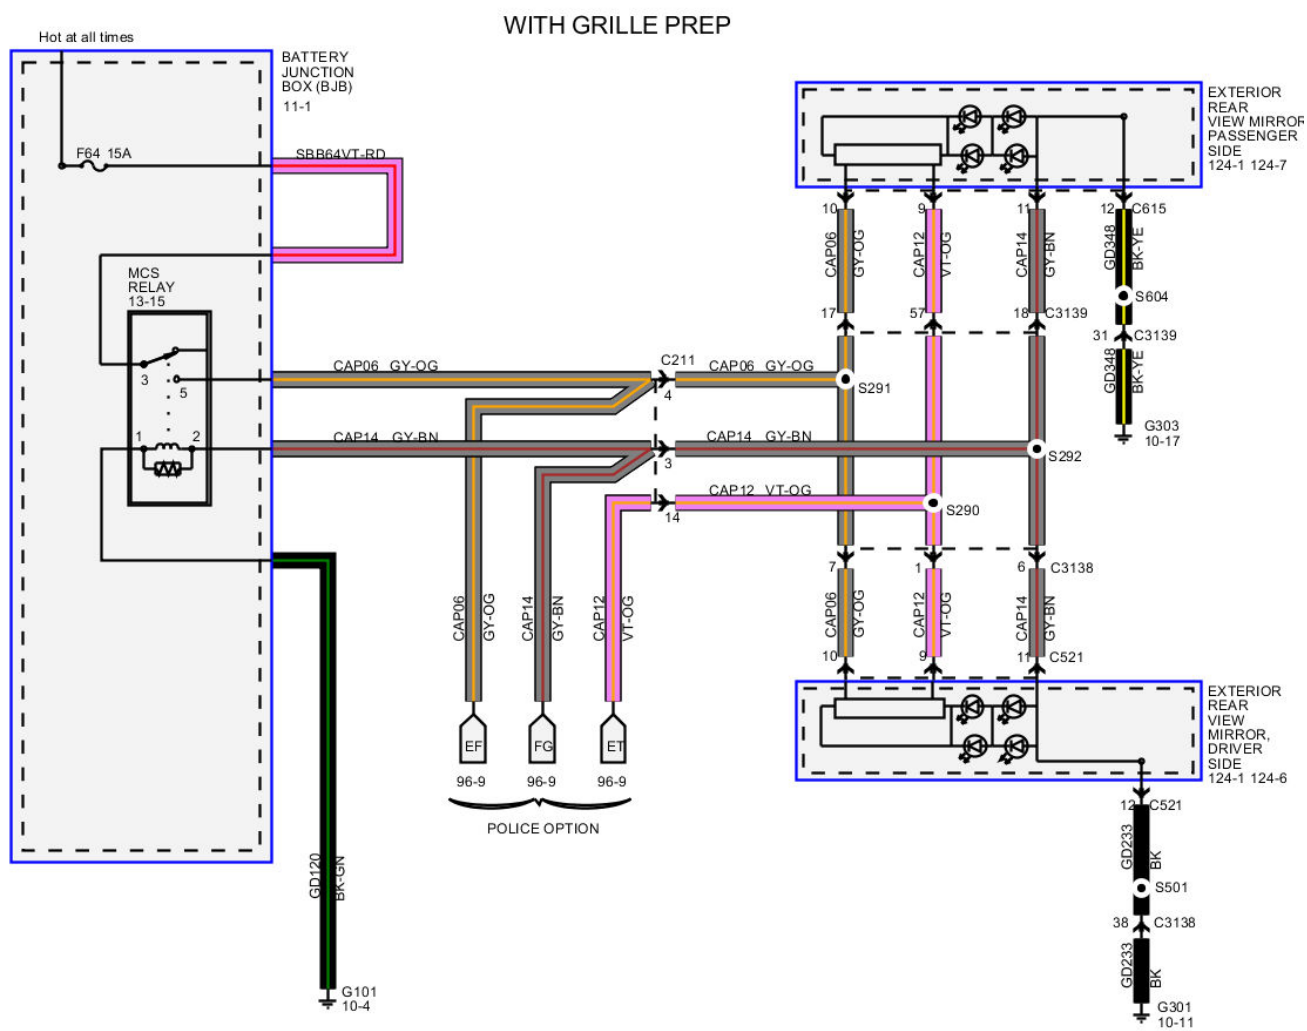 WITH GRILLE PREP
Hot at all times
BATTERY
JUNCTION
BOX (BJB)
11-1
F64 15A
SBB64VT-RD
MCS
RELAY
13-15
3
5
1
2
CAP06 GY-OG
CAP14 GY-BN
C211
4
3
14
CAP06 GY-OG
CAP14 GY-BN
CAP12 VT-OG
CAP06
GY-OG
CAP14
GY-BN
CAP12
VT-OG
EF
FG
ET
96-9
96-9
96-9
POLICE OPTION
GD120
BK-GN
G101
10-4
EXTERIOR
REAR
VIEW MIRROR
PASSENGER
SIDE
124-1 124-7
10
9
11
12
C615
CAP06
GY-OG
CAP12
VT-OG
CAP14
GY-BN
GD348
BK-YE
S604
17
57
18
C3139
31
C3139
GD348
BK-YE
G303
10-17
S291
S292
S290
7
1
6
C3138
CAP06
GY-OG
CAP12
VT-OG
CAP14
GY-BN
10
9
11
C521
EXTERIOR
REAR
VIEW
MIRROR,
DRIVER
SIDE
124-1 124-6
12
C521
GD233
BK
S501
38
C3138
GD233
BK
G301
10-11